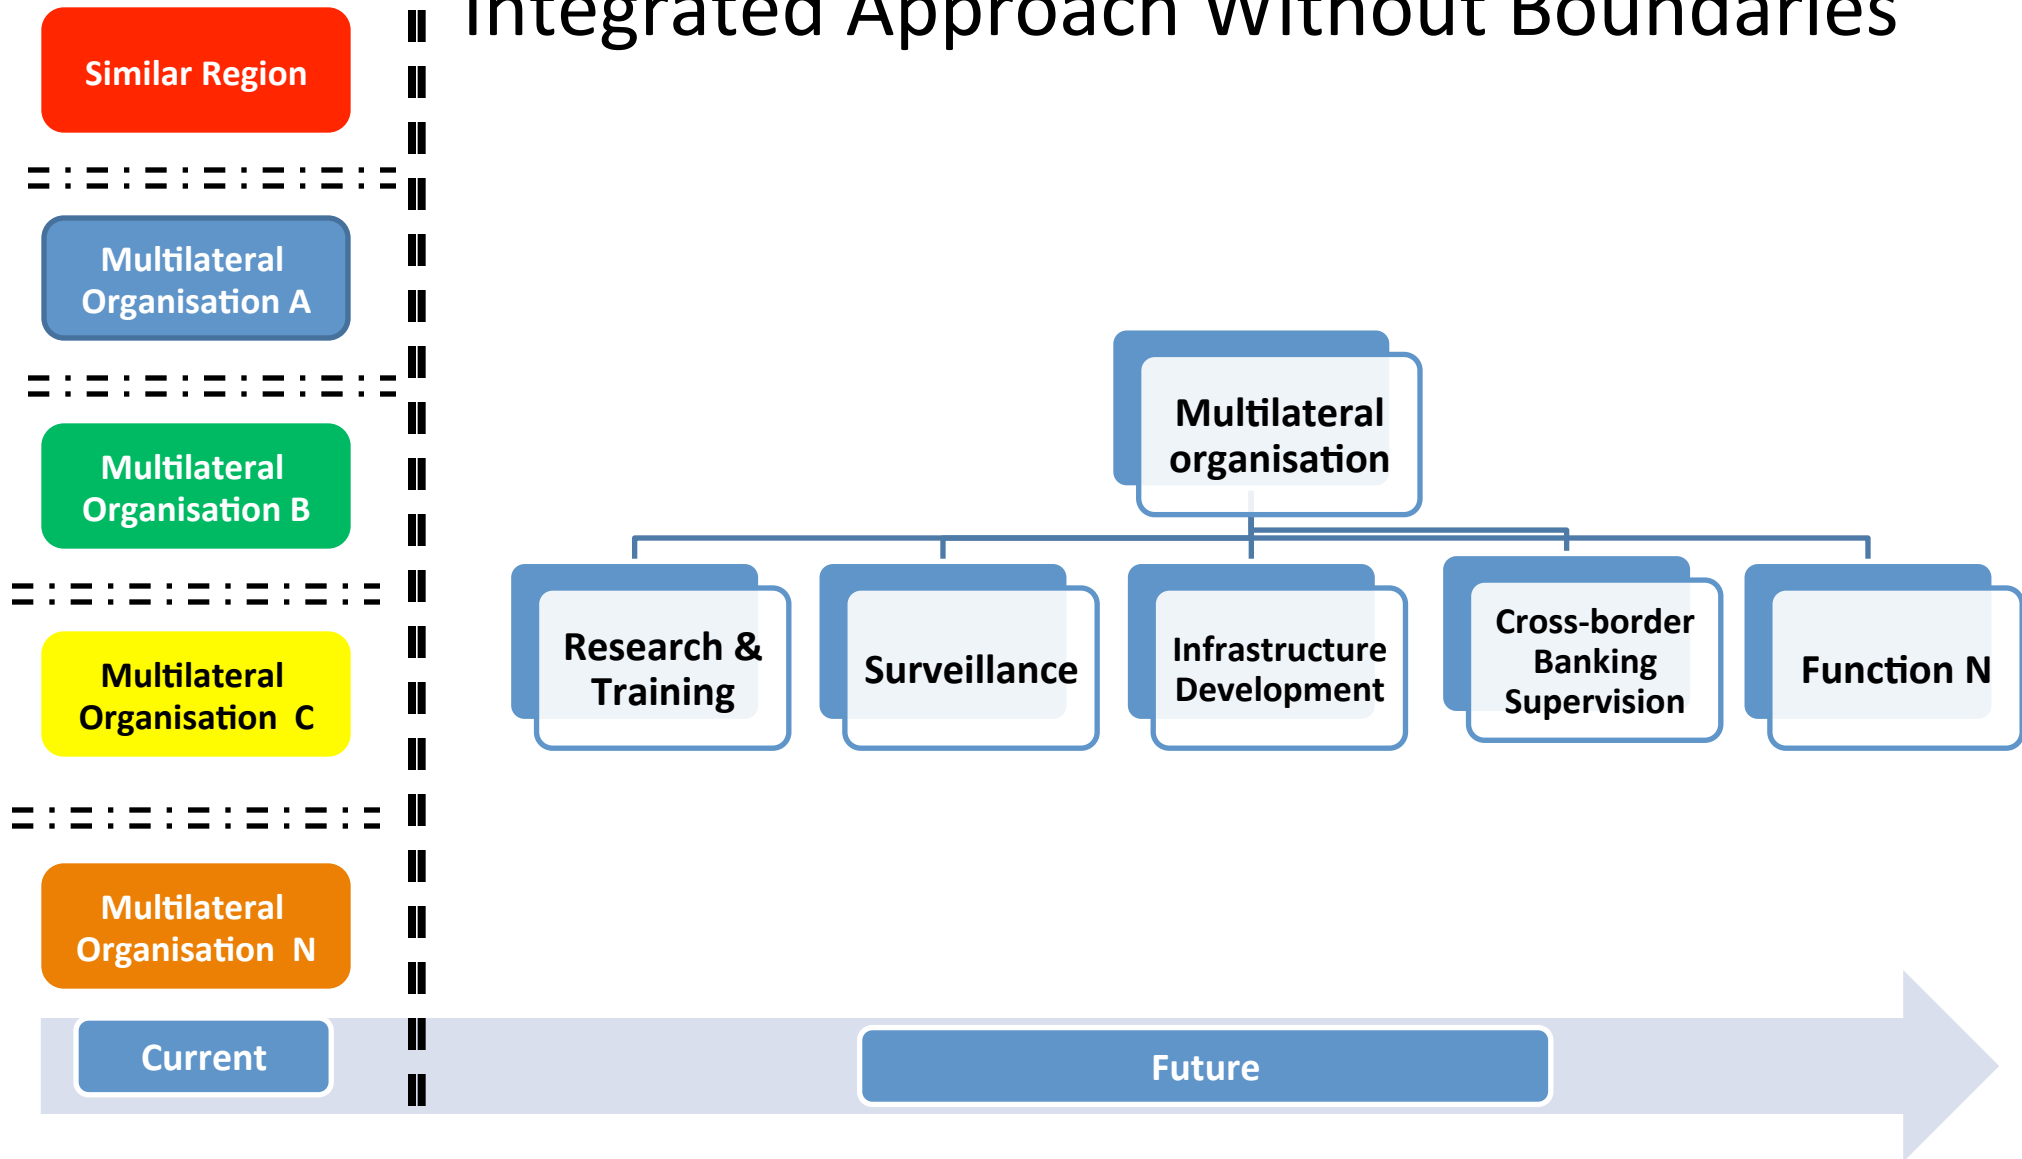 Integrated Approach Without Boundaries
Similar Region
Multilateral
Organisation A
Multilateral
Organisation B
Multilateral
Organisation  C
Multilateral
Organisation  N
Multilateral
organisation
Research &
Training
Surveillance
Infrastructure
Development
Cross-border
Banking
Supervision
Function N
Current
Future